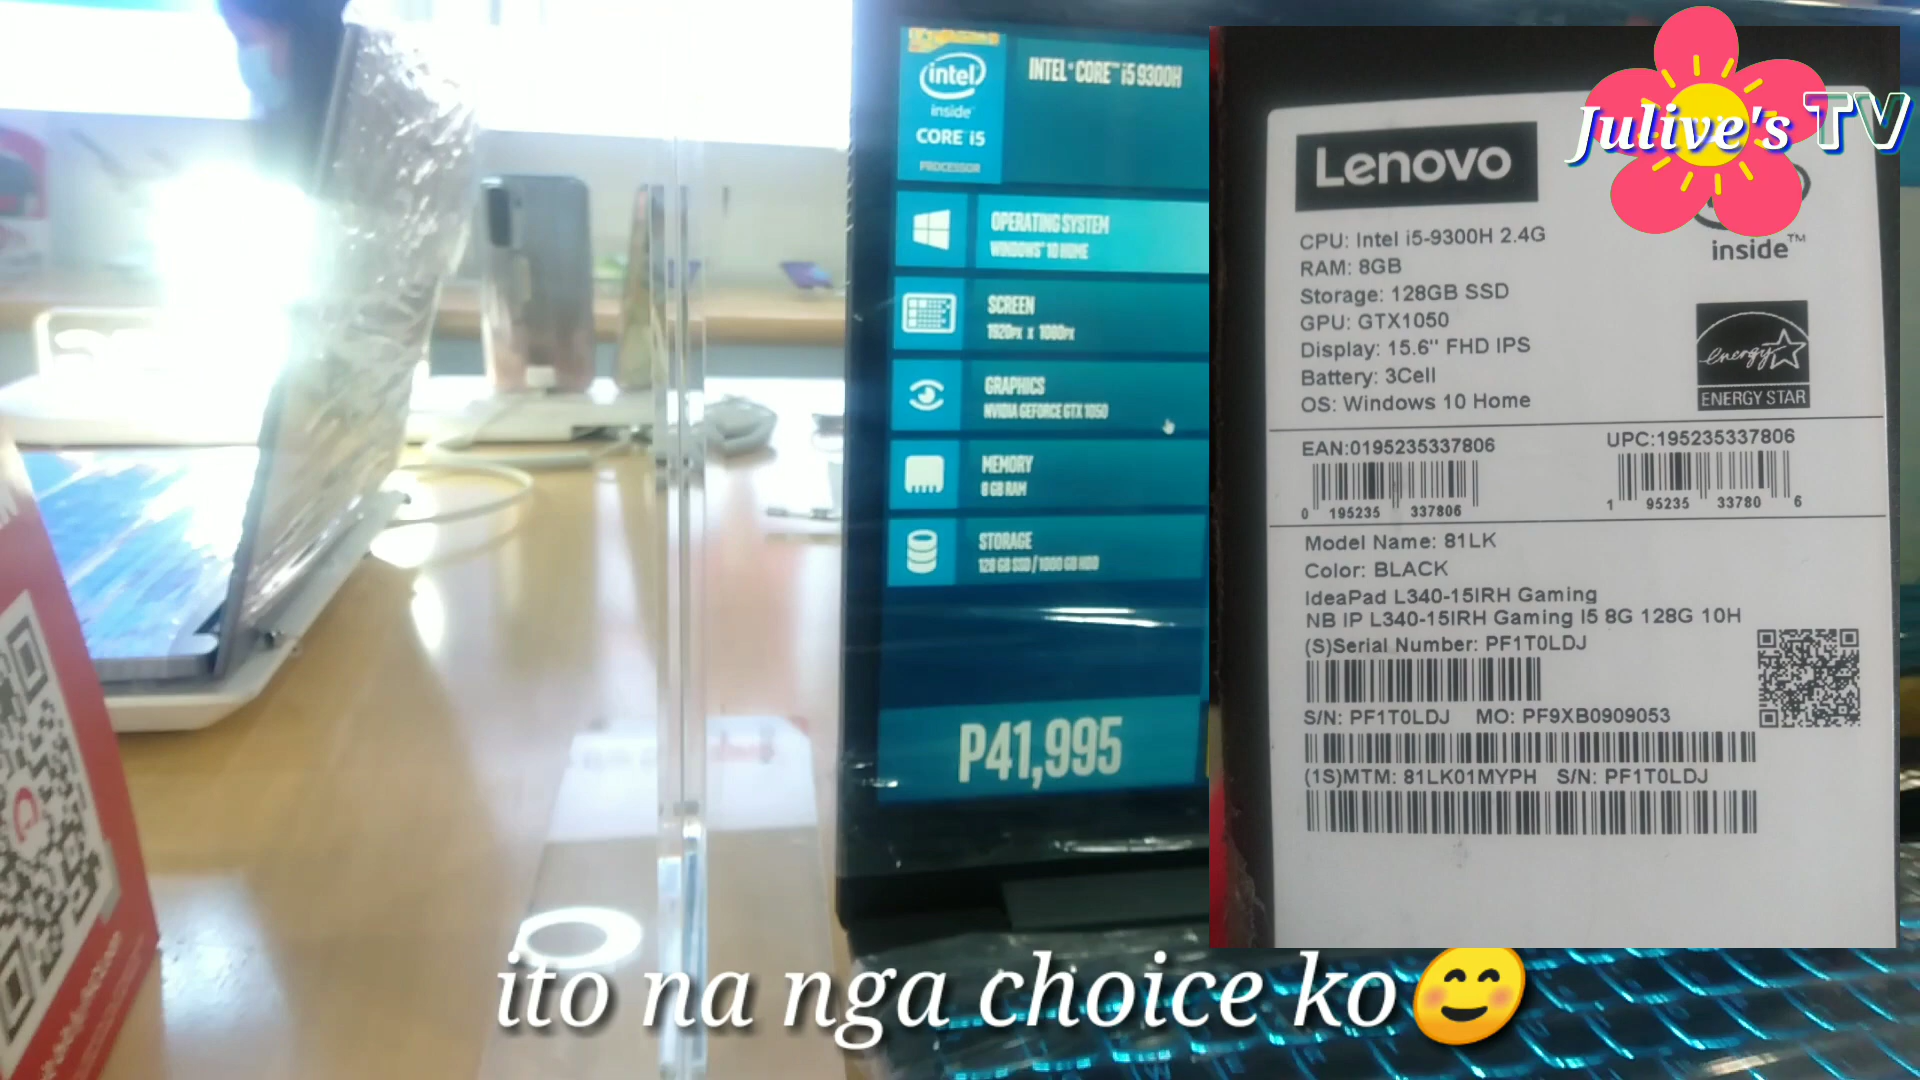 intel
inside
CORE i5
PROCESSOR
INTEL® CORE™ i5 9300H
OPERATING SYSTEM
WINDOWS® 10 HOME
SCREEN
1920PX X 1080PX
GRAPHICS
NVIDIA GEFORCE GTX 1050
MEMORY
8 GB RAM
STORAGE
128 GB SSD / 1000 GB HDD
P41,995
Julive's TV
Lenovo
inside™
CPU: Intel i5-9300H 2.4G
RAM: 8GB
Storage: 128GB SSD
GPU: GTX1050
Display: 15.6" FHD IPS
Battery: 3Cell
OS: Windows 10 Home
energy
ENERGY STAR
EAN:0195235337806
UPC:195235337806
0 195235 337806
1 95235 33780 6
Model Name: 81LK
Color: BLACK
IdeaPad L340-15IRH Gaming
NB IP L340-15IRH Gaming I5 8G 128G 10H
(S)Serial Number: PF1T0LDJ
S/N: PF1T0LDJ MO: PF9XB0909053
(1S)MTM: 81LK01MYPH S/N: PF1T0LDJ
ito na nga choice ko😊